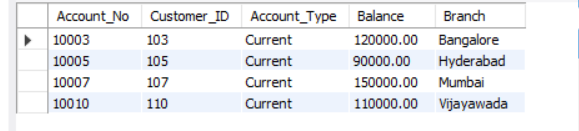 Account_No Customer_ID Account_Type Balance Branch
10003 103 Current 120000.00 Bangalore
10005 105 Current 90000.00 Hyderabad
10007 107 Current 150000.00 Mumbai
10010 110 Current 110000.00 Vijayawada